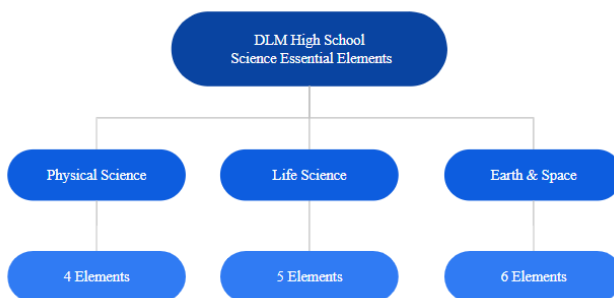 DLM High School
Science Essential Elements
Physical Science
Life Science
Earth & Space
4 Elements
5 Elements
6 Elements